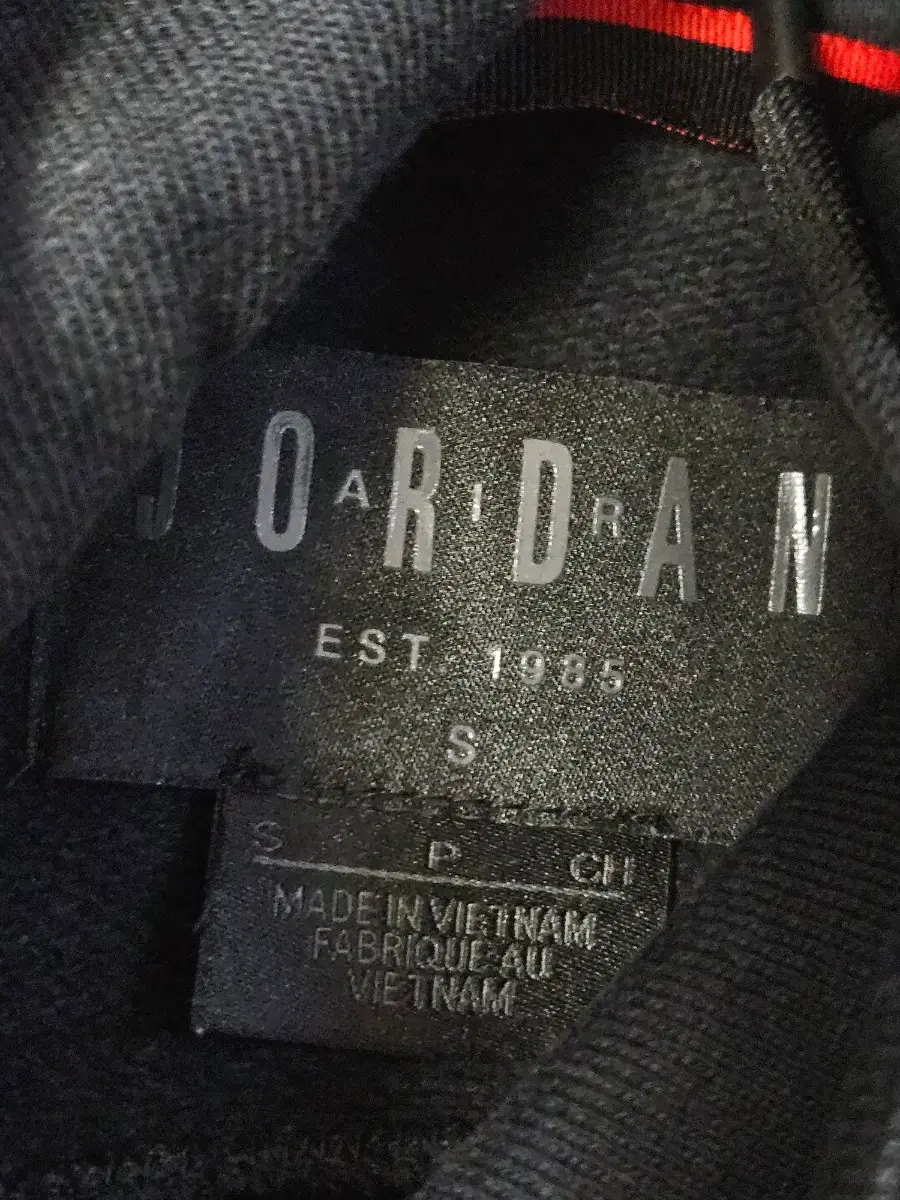 JORDAN
AIR
EST. 1985
S
S P CH
MADE IN VIETNAM
FABRIQUE AU
VIETNAM